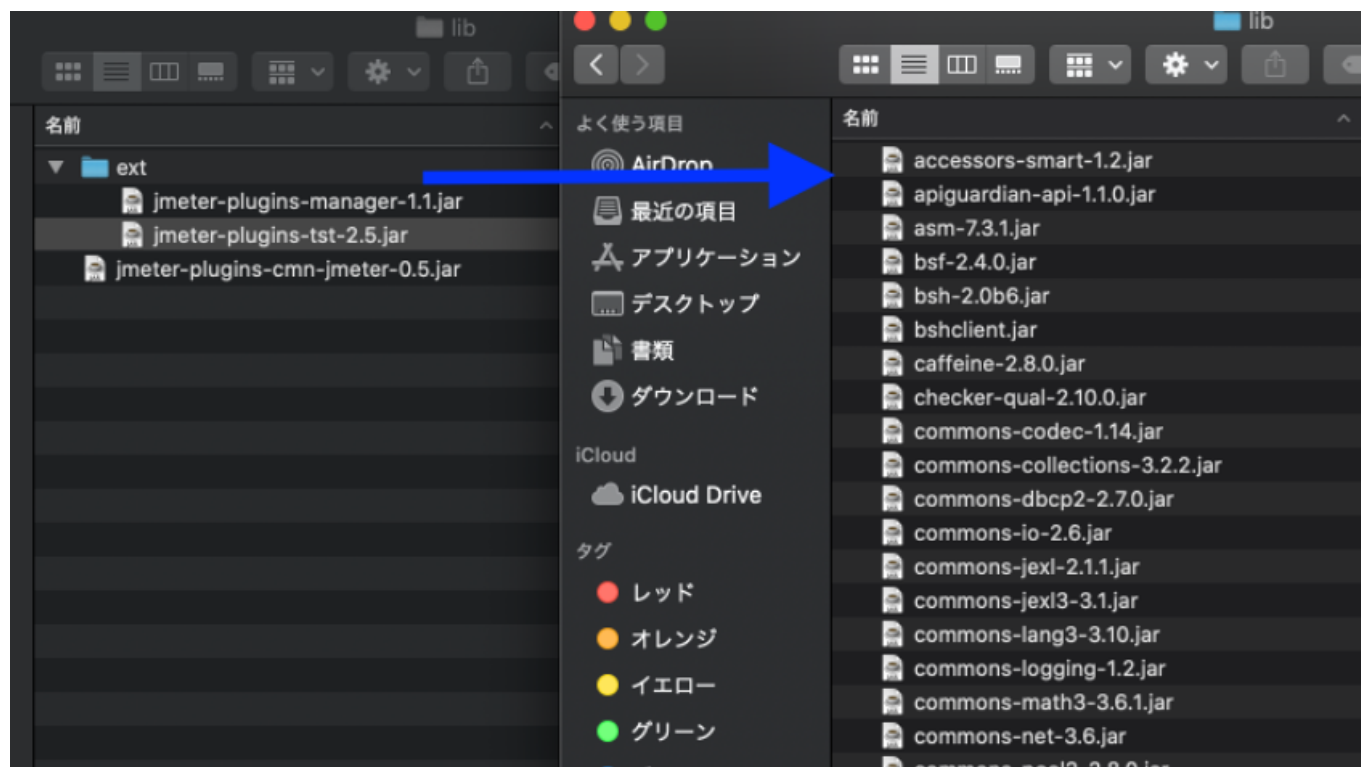 lib
名前
ext
jmeter-plugins-manager-1.1.jar
jmeter-plugins-tst-2.5.jar
jmeter-plugins-cmn-jmeter-0.5.jar
lib
よく使う項目
AirDrop
最近の項目
アプリケーション
デスクトップ
書類
ダウンロード
iCloud
iCloud Drive
タグ
レッド
オレンジ
イエロー
グリーン
名前
accessors-smart-1.2.jar
apiguardian-api-1.1.0.jar
asm-7.3.1.jar
bsf-2.4.0.jar
bsh-2.0b6.jar
bshclient.jar
caffeine-2.8.0.jar
checker-qual-2.10.0.jar
commons-codec-1.14.jar
commons-collections-3.2.2.jar
commons-dbcp2-2.7.0.jar
commons-io-2.6.jar
commons-jexl-2.1.1.jar
commons-jexl3-3.1.jar
commons-lang3-3.10.jar
commons-logging-1.2.jar
commons-math3-3.6.1.jar
commons-net-3.6.jar